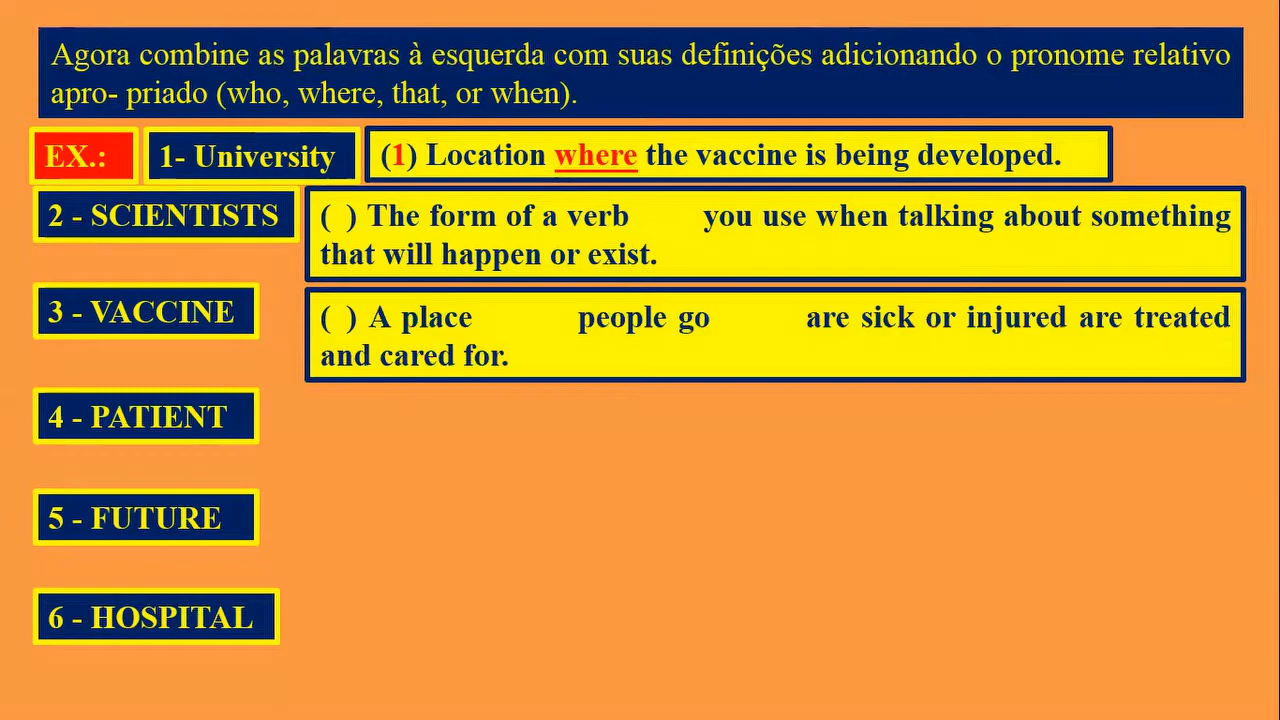 Agora combine as palavras à esquerda com suas definições adicionando o pronome relativo
apro- priado (who, where, that, or when).
EX.: 1- University (1) Location where the vaccine is being developed.
2 - SCIENTISTS
( ) The form of a verb you use when talking about something
that will happen or exist.
3 - VACCINE
( ) A place people go are sick or injured are treated
and cared for.
4 - PATIENT
5 - FUTURE
6 - HOSPITAL